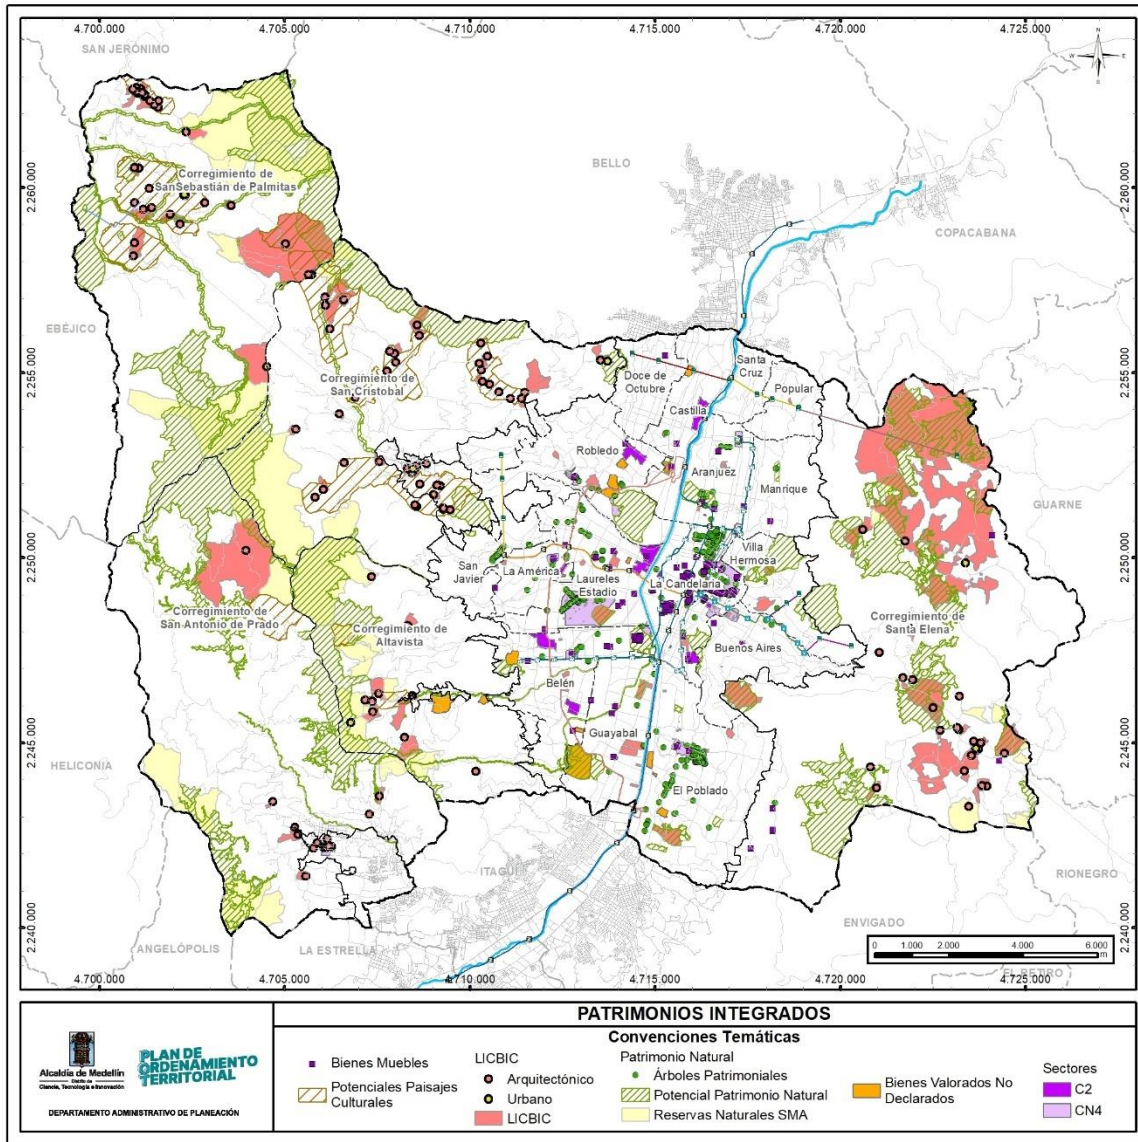 4.700.000 4.705.000 4.710.000 4.715.000 4.720.000 4.725.000
SAN JERÓNIMO
N
W E
S
BELLO
2.260.000 2.260.000
Corregimiento de
SanSebastián de Palmitas
COPACABANA
EBÉJICO
2.255.000 2.255.000
Santa
Cruz
Doce de
Octubre
Popular
Corregimiento de
San Cristobal
Castilla
Robledo
Aranjuez
Manrique
GUARNE
2.250.000 2.250.000
Villa
Hermosa
San
Javier
La América
Laureles
Estadio
La Candelaria
Corregimiento de
San Antonio de Prado
Corregimiento de
Altavista
Corregimiento de
Santa Elena
Buenos Aires
Belén
Guayabal
2.245.000 2.245.000
HELICONIA
El Poblado
ITAGÜÍ
RIONEGRO
ENVIGADO
2.240.000 2.240.000
ANGELÓPOLIS
LA ESTRELLA
0 1.000 2.000 4.000 6.000
m
EL RETIRO
4.700.000 4.705.000 4.710.000 4.715.000 4.720.000 4.725.000
PATRIMONIOS INTEGRADOS
Convenciones Temáticas
Alcaldía de Medellín
Distrito de
Ciencia, Tecnología e Innovación
PLAN DE
ORDENAMIENTO
TERRITORIAL
DEPARTAMENTO ADMINISTRATIVO DE PLANEACIÓN
Bienes Muebles
Potenciales Paisajes
Culturales
LICBIC
Arquitectónico
Urbano
LICBIC
Patrimonio Natural
Árboles Patrimoniales
Potencial Patrimonio Natural
Reservas Naturales SMA
Bienes Valorados No
Declarados
Sectores
C2
CN4